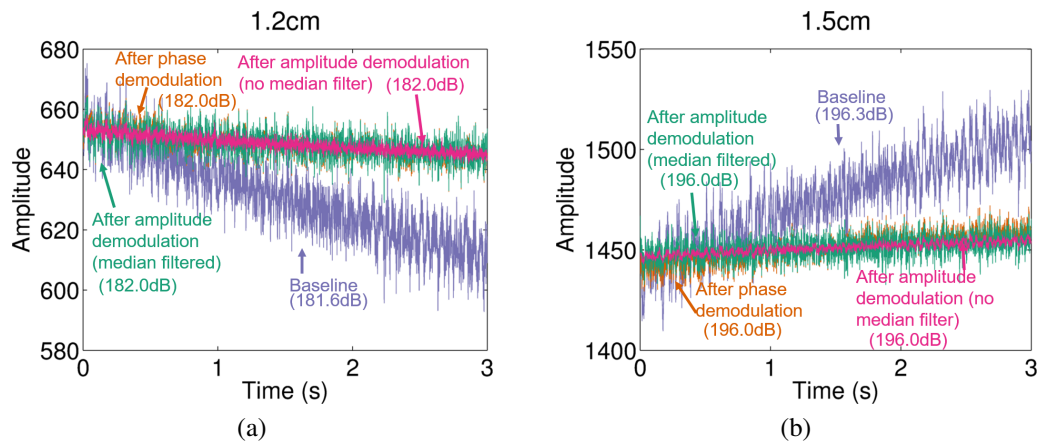 1.2cm
680
660
640
620
600
580
Amplitude
After phase
demodulation
(182.0dB)
After amplitude demodulation
(no median filter) (182.0dB)
After amplitude
demodulation
(median filtered)
(182.0dB)
Baseline
(181.6dB)
0 1 2 3
Time (s)
(a)
1.5cm
1550
1500
1450
1400
Amplitude
After amplitude
demodulation
(median filtered)
(196.0dB)
Baseline
(196.3dB)
After phase
demodulation
(196.0dB)
After amplitude
demodulation (no
median filter)
(196.0dB)
0 1 2 3
Time (s)
(b)